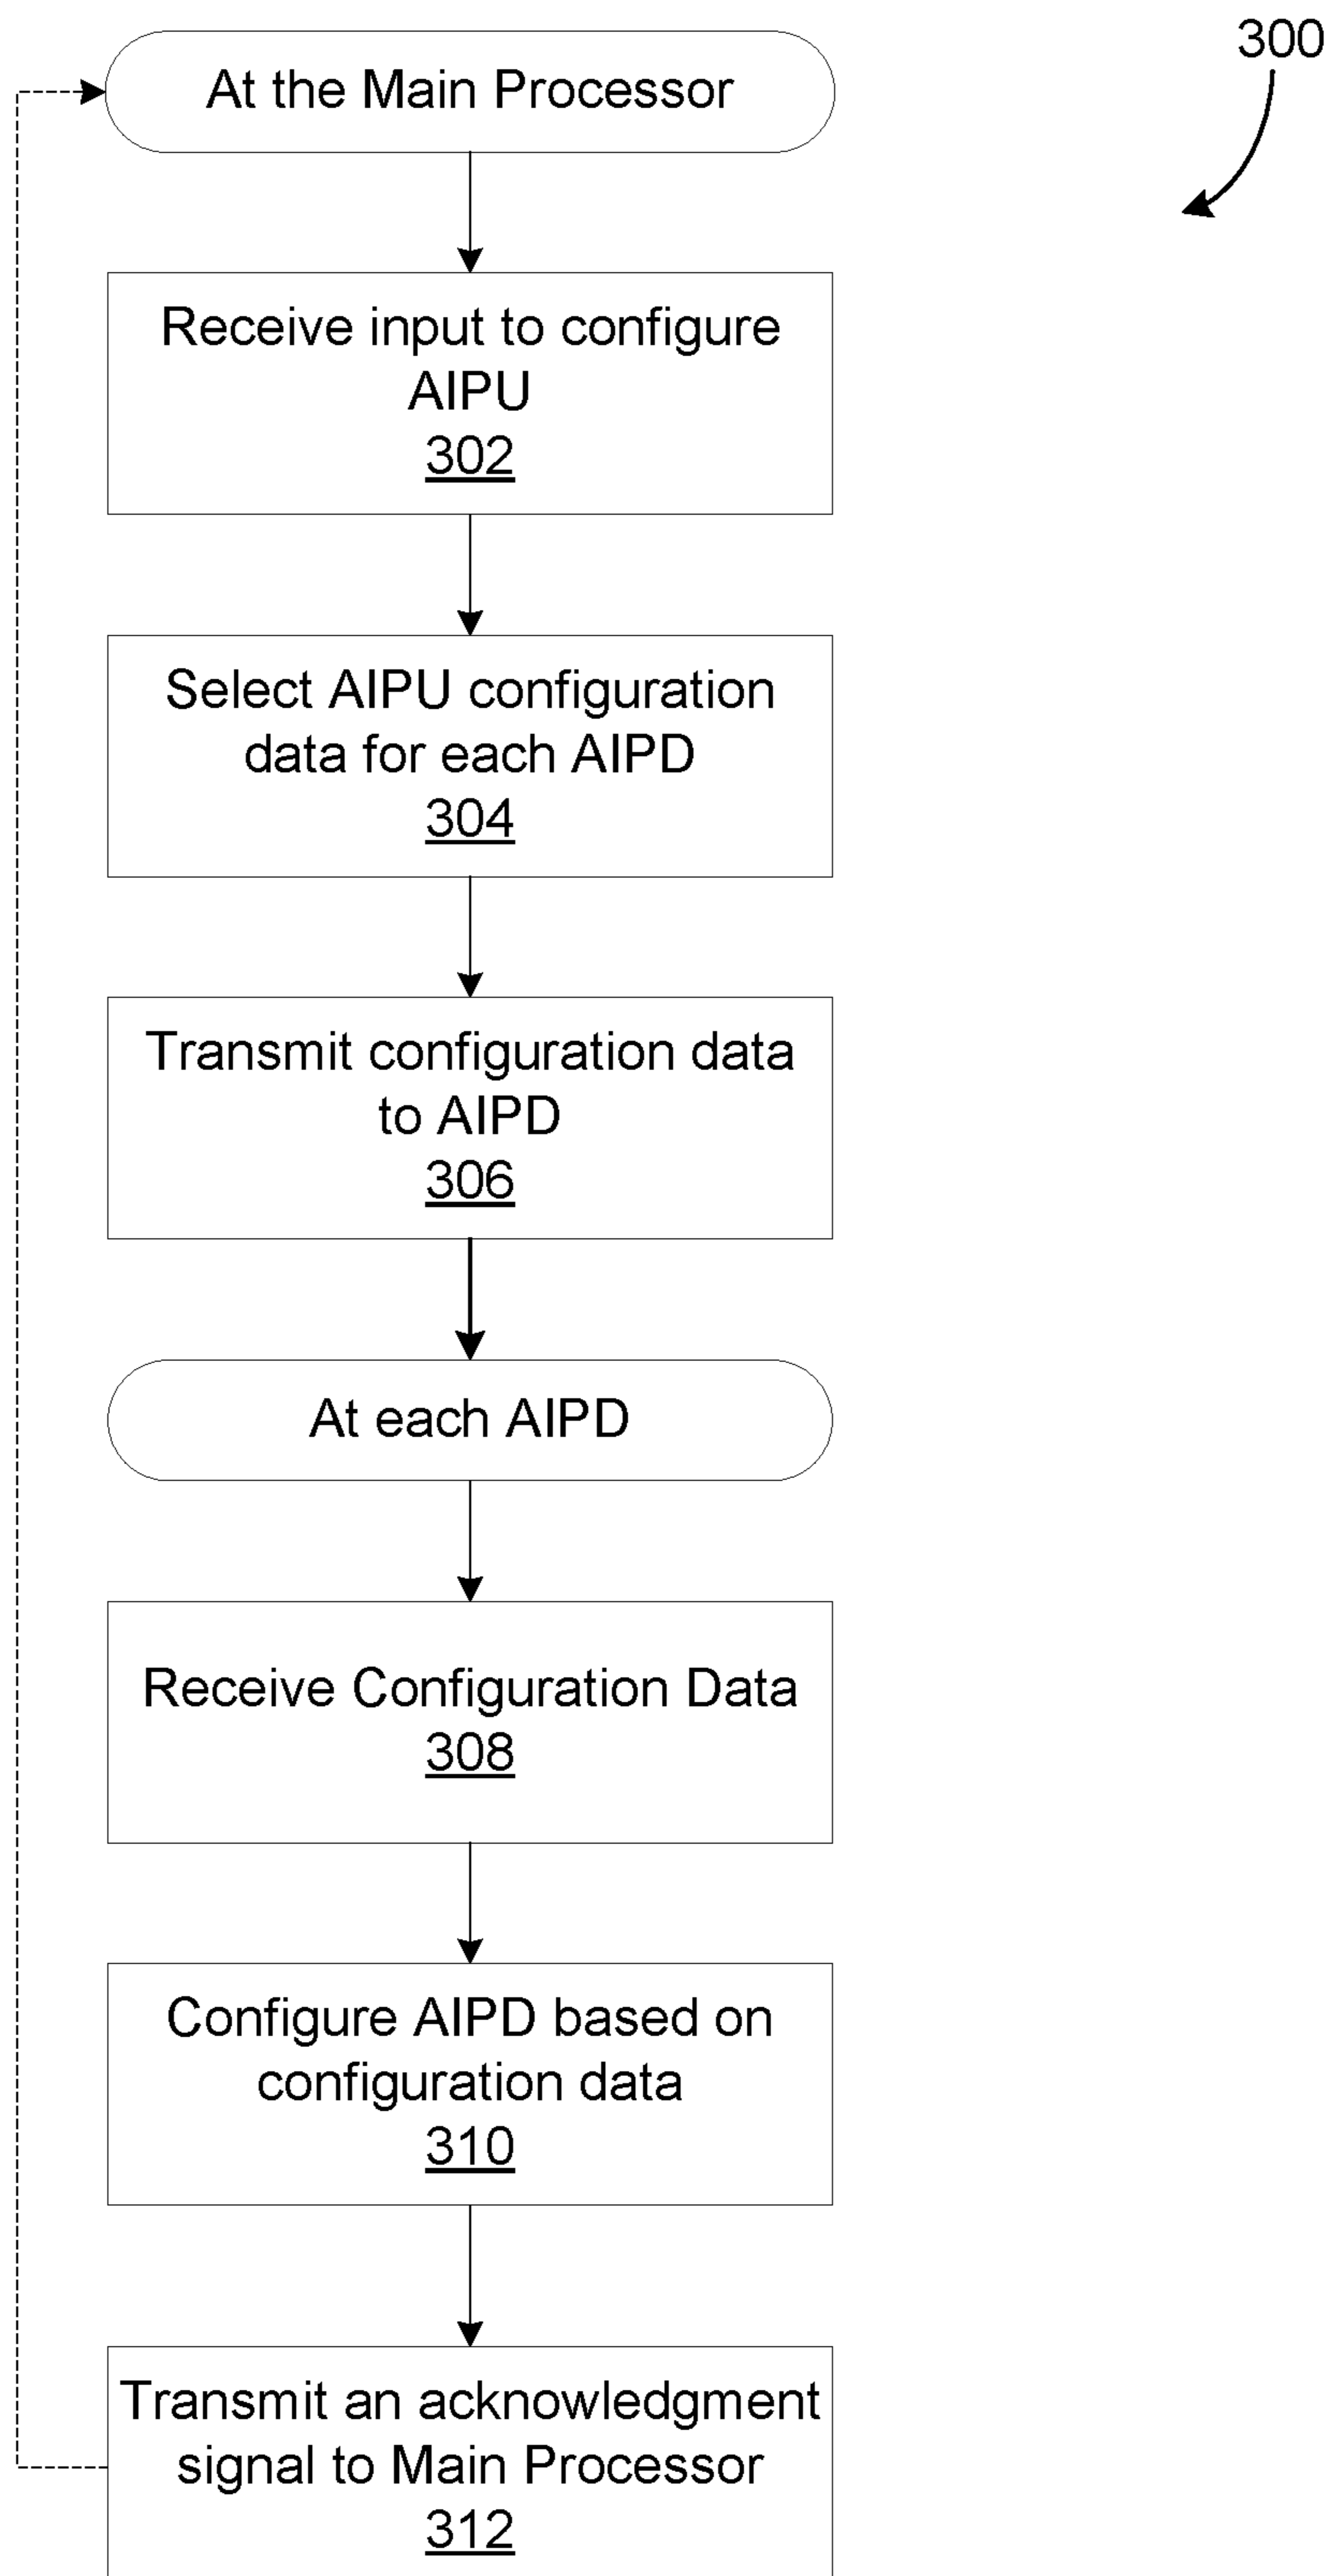 300
At the Main Processor
Receive input to configure
AIPU
302
Select AIPU configuration
data for each AIPD
304
Transmit configuration data
to AIPD
306
At each AIPD
Receive Configuration Data
308
Configure AIPD based on
configuration data
310
Transmit an acknowledgment
signal to Main Processor
312